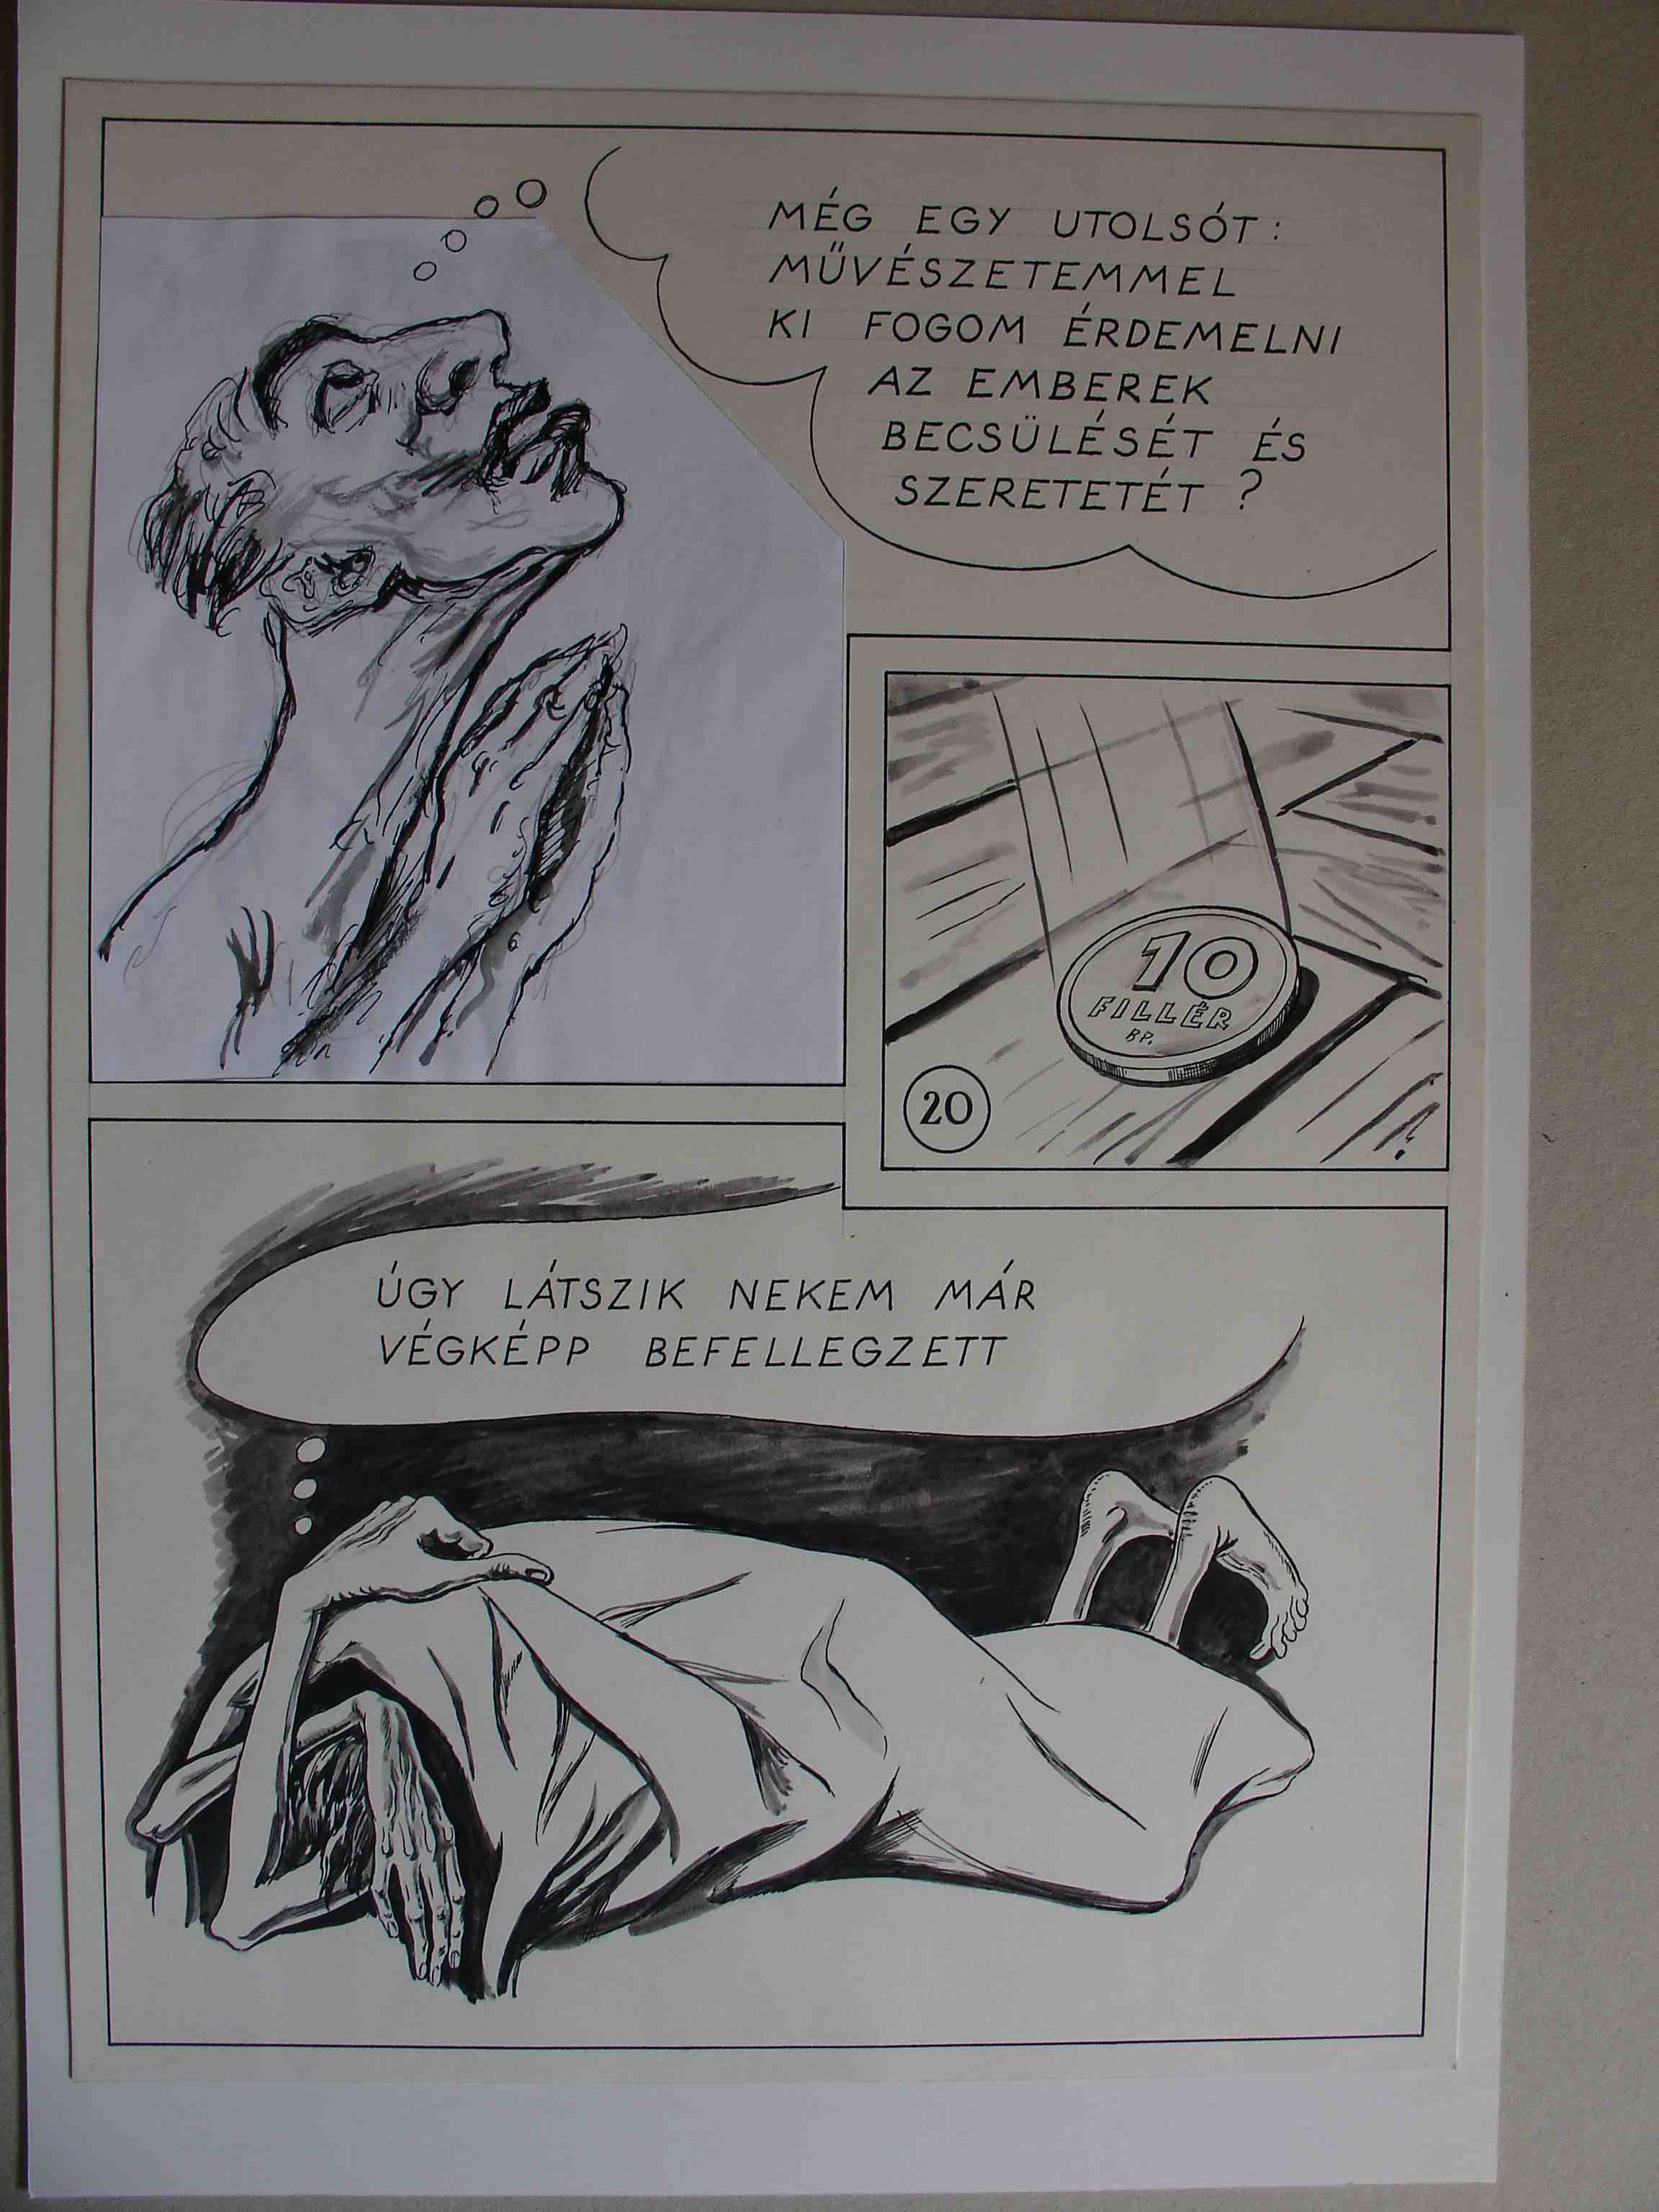 MÉG EGY UTOLSÓT:
MŰVÉSZETEMMEL
KI FOGOM ÉRDEMELNI
AZ EMBEREK
BECSÜLÉSÉT ÉS
SZERETETÉT ?
10
FILLÉR
BP.
20
ÚGY LÁTSZIK NEKEM MÁR
VÉGKÉPP BEFELLEGZETT